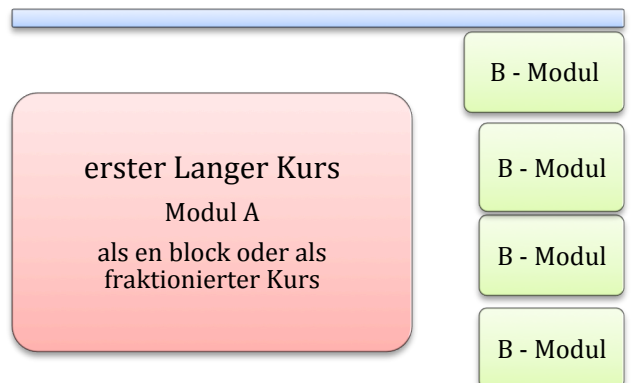 B - Modul
erster Langer Kurs
Modul A
als en block oder als
fraktionierter Kurs
B - Modul
B - Modul
B - Modul